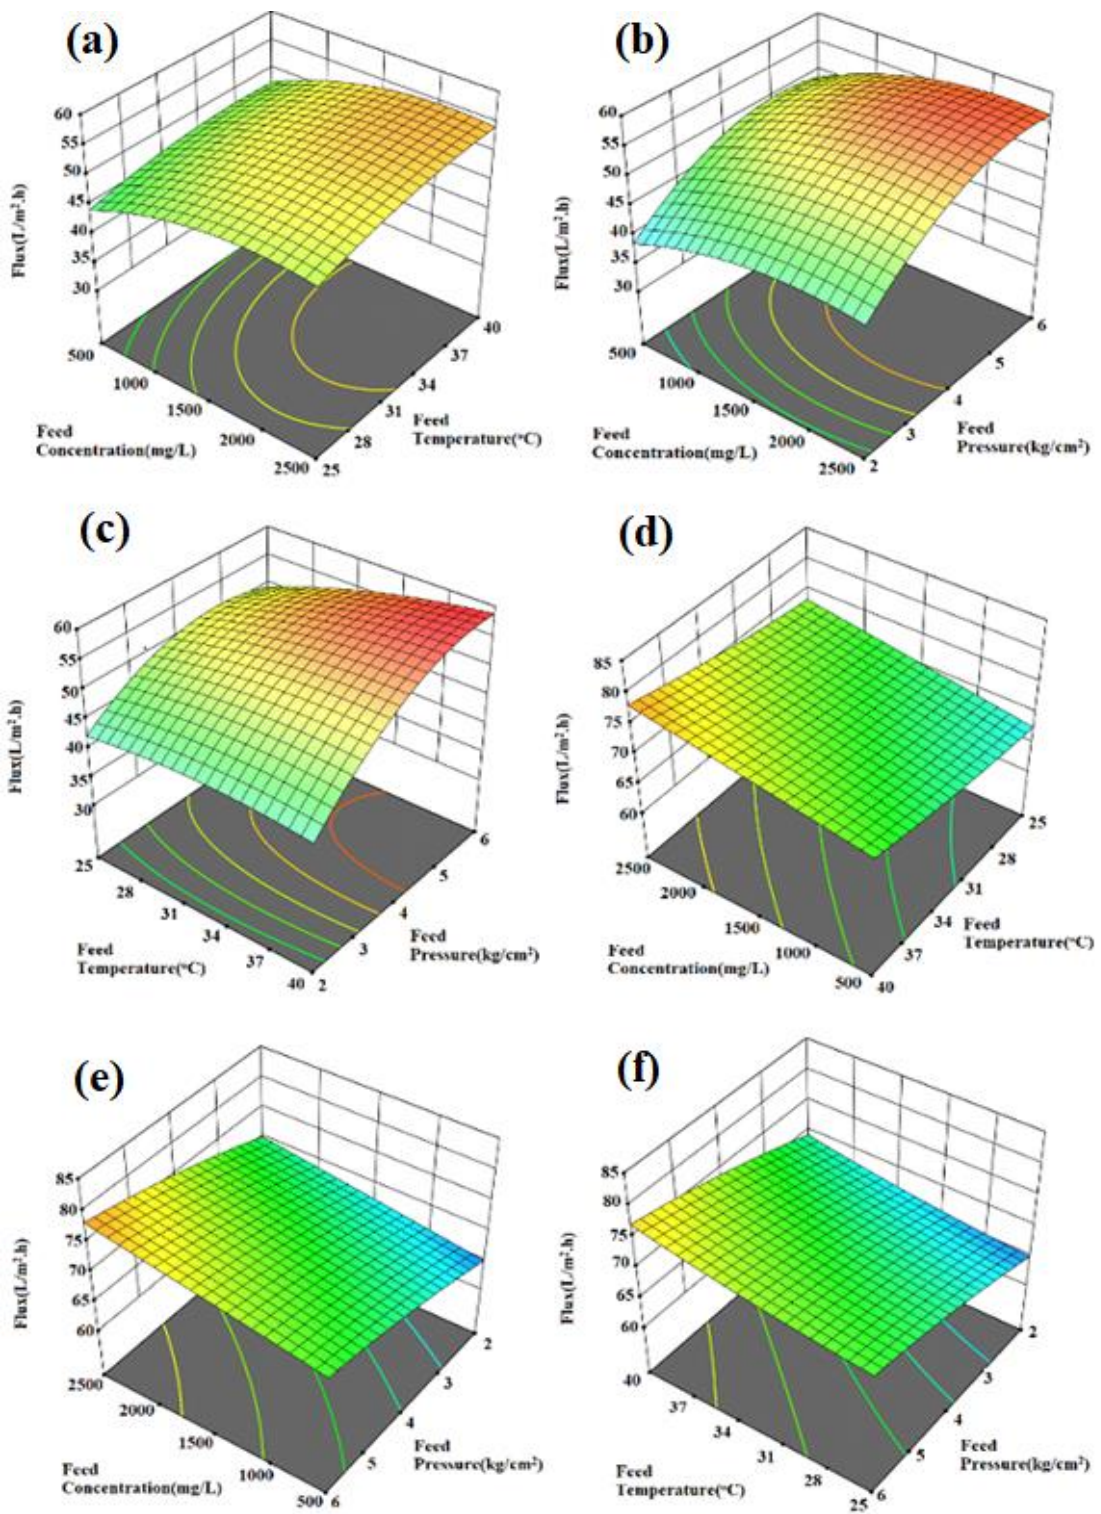 (a)
60
55
50
45
40
35
30
Flux(L/m².h)
500
1000
1500
2000
2500
Feed
Concentration(mg/L)
25
28
31
34
37
40
Feed
Temperature(°C)
(b)
60
55
50
45
40
35
30
Flux(L/m².h)
500
1000
1500
2000
2500
Feed
Concentration(mg/L)
2
3
4
5
6
Feed
Pressure(kg/cm²)
(c)
60
55
50
45
40
35
30
Flux(L/m².h)
25
28
31
34
37
40
Feed
Temperature(°C)
2
3
4
5
6
Feed
Pressure(kg/cm²)
(d)
85
80
75
70
65
60
Flux(L/m².h)
2500
2000
1500
1000
500
Feed
Concentration(mg/L)
40
37
34
31
28
25
Feed
Temperature(°C)
(e)
85
80
75
70
65
60
Flux(L/m².h)
2500
2000
1500
1000
500
Feed
Concentration(mg/L)
6
5
4
3
2
Feed
Pressure(kg/cm²)
(f)
85
80
75
70
65
60
Flux(L/m².h)
40
37
34
31
28
25
Feed
Temperature(°C)
6
5
4
3
2
Feed
Pressure(kg/cm²)